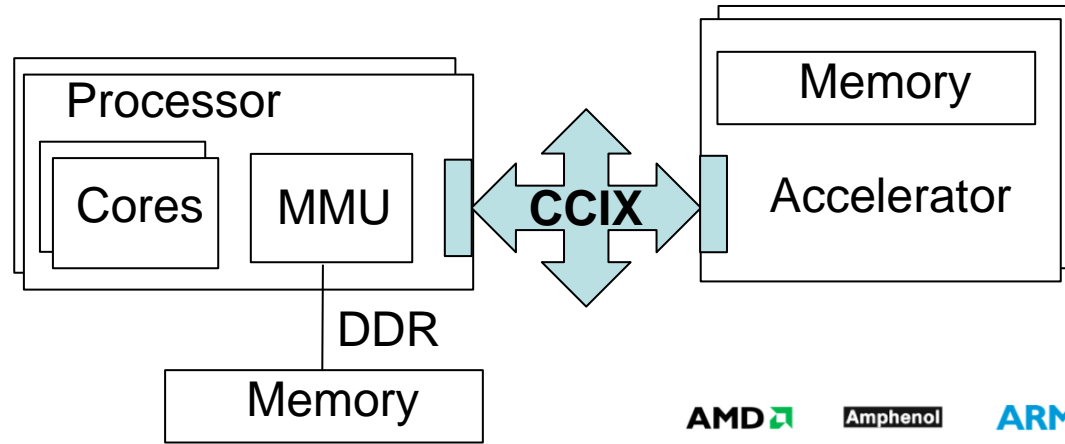 Processor
Cores
MMU
CCIX
Memory
Accelerator
DDR
Memory
AMD
Amphenol
ARM